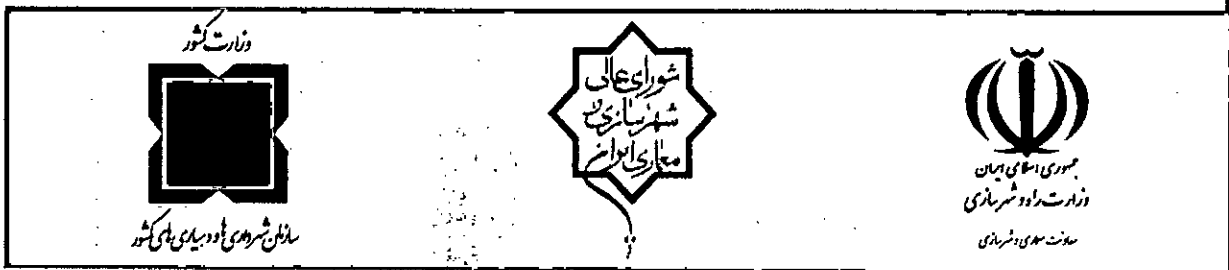 جمهوری اسلامی ایران
وزارت راه و شهرسازی
معاونت معماری و شهرسازی
شورای عالی
شهرسازی و
معماری ایران
وزارت کشور
سازمان شهرداری ها و دهیاری های کشور